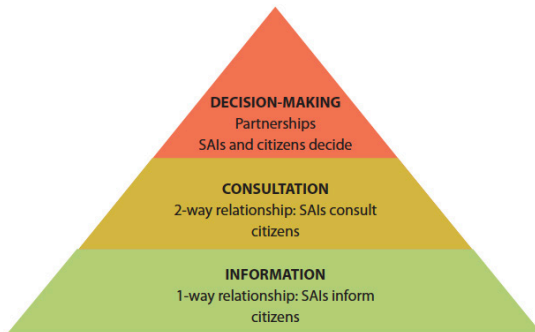 DECISION-MAKING
Partnerships
SAIs and citizens decide
CONSULTATION
2-way relationship: SAIs consult
citizens
INFORMATION
1-way relationship: SAIs inform
citizens